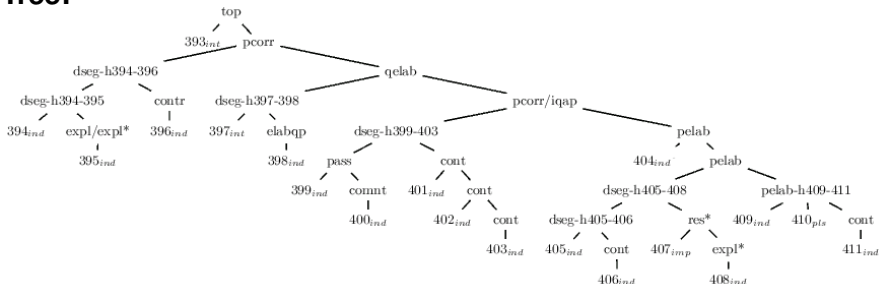 Tree:
top
393int pcorr
dseg-h394-396 qelab
dseg-h394-395 contr dseg-h397-398 pcorr/iqap
394ind expl/expl* 396ind 397int elabqp dseg-h399-403 pelab
395ind 398ind pass cont 404ind pelab
399ind comnt 401ind cont dseg-h405-408 pelab-h409-411
400ind 402ind cont dseg-h405-406 res* 409ind 410pls cont
403ind 405ind cont 407imp expl* 411ind
406ind 408ind